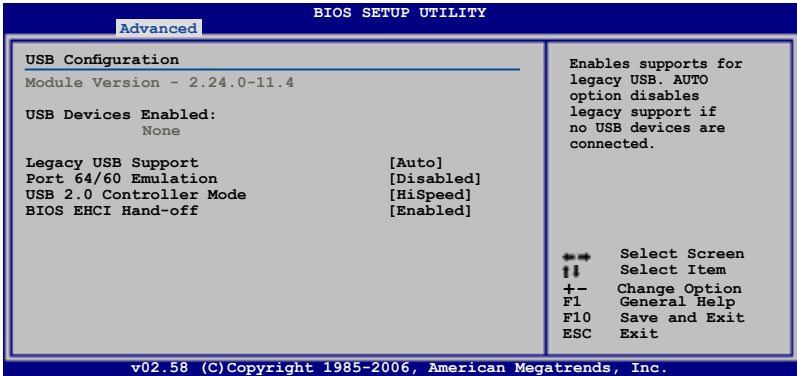 BIOS SETUP UTILITY
Advanced
USB Configuration
Module Version - 2.24.0-11.4
USB Devices Enabled:
None
Legacy USB Support [Auto]
Port 64/60 Emulation [Disabled]
USB 2.0 Controller Mode [HiSpeed]
BIOS EHCI Hand-off [Enabled]
Enables supports for
legacy USB. AUTO
option disables
legacy support if
no USB devices are
connected.
Select Screen
Select Item
+- Change Option
F1 General Help
F10 Save and Exit
ESC Exit
v02.58 (C)Copyright 1985-2006, American Megatrends, Inc.